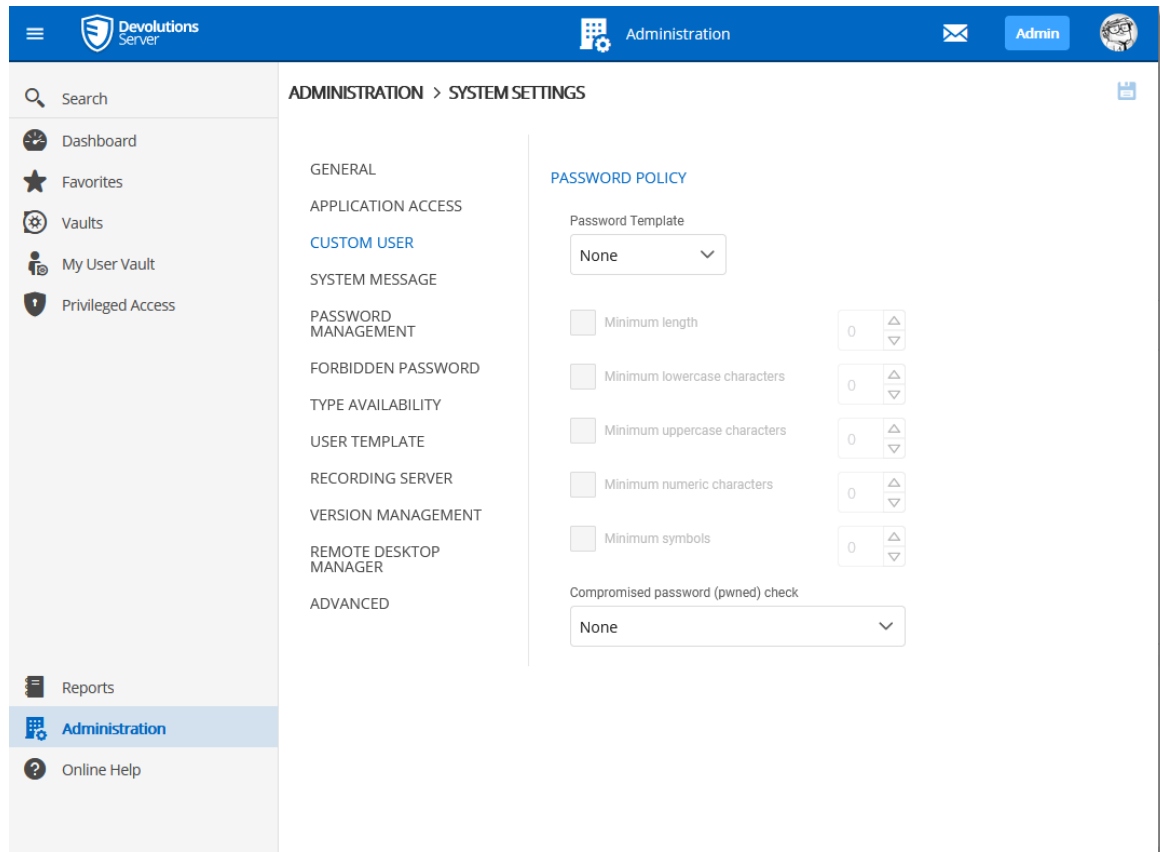 Devolutions
Server
Administration
Admin
Search
Dashboard
Favorites
Vaults
My User Vault
Privileged Access
Reports
Administration
Online Help
ADMINISTRATION > SYSTEM SETTINGS
GENERAL
APPLICATION ACCESS
CUSTOM USER
SYSTEM MESSAGE
PASSWORD
MANAGEMENT
FORBIDDEN PASSWORD
TYPE AVAILABILITY
USER TEMPLATE
RECORDING SERVER
VERSION MANAGEMENT
REMOTE DESKTOP
MANAGER
ADVANCED
PASSWORD POLICY
Password Template
None
Minimum length 0
Minimum lowercase characters 0
Minimum uppercase characters 0
Minimum numeric characters 0
Minimum symbols 0
Compromised password (pwned) check
None